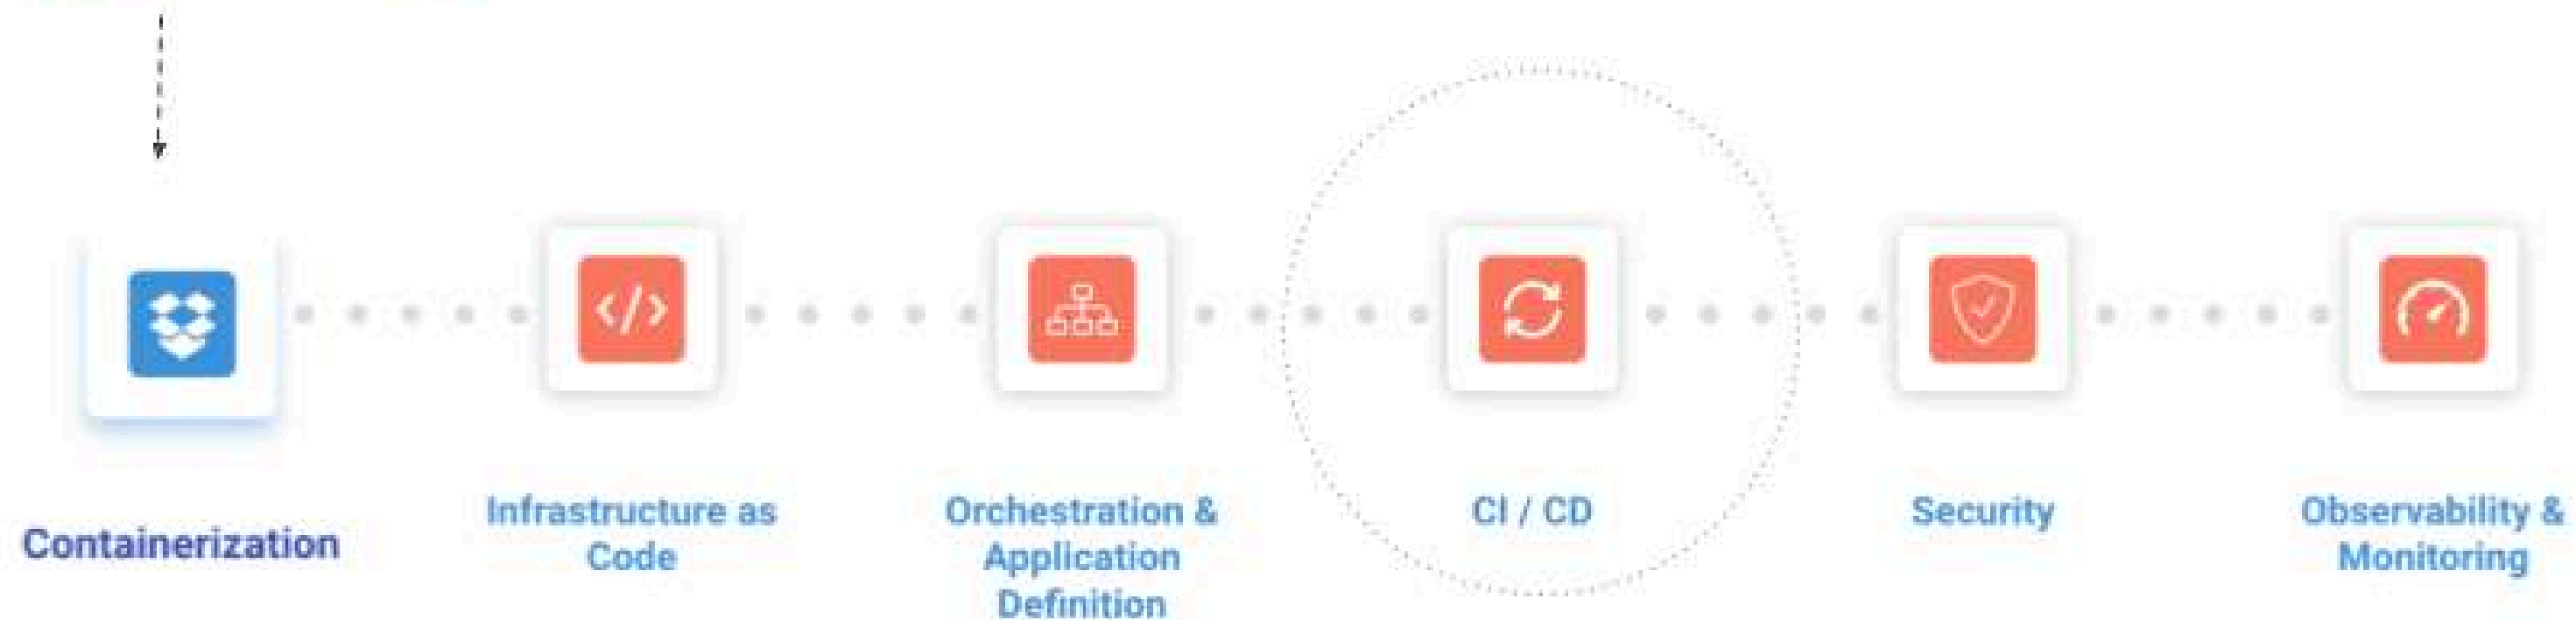 Containerization
Infrastructure as
Code
Orchestration &
Application
Definition
CI / CD
Security
Observability &
Monitoring